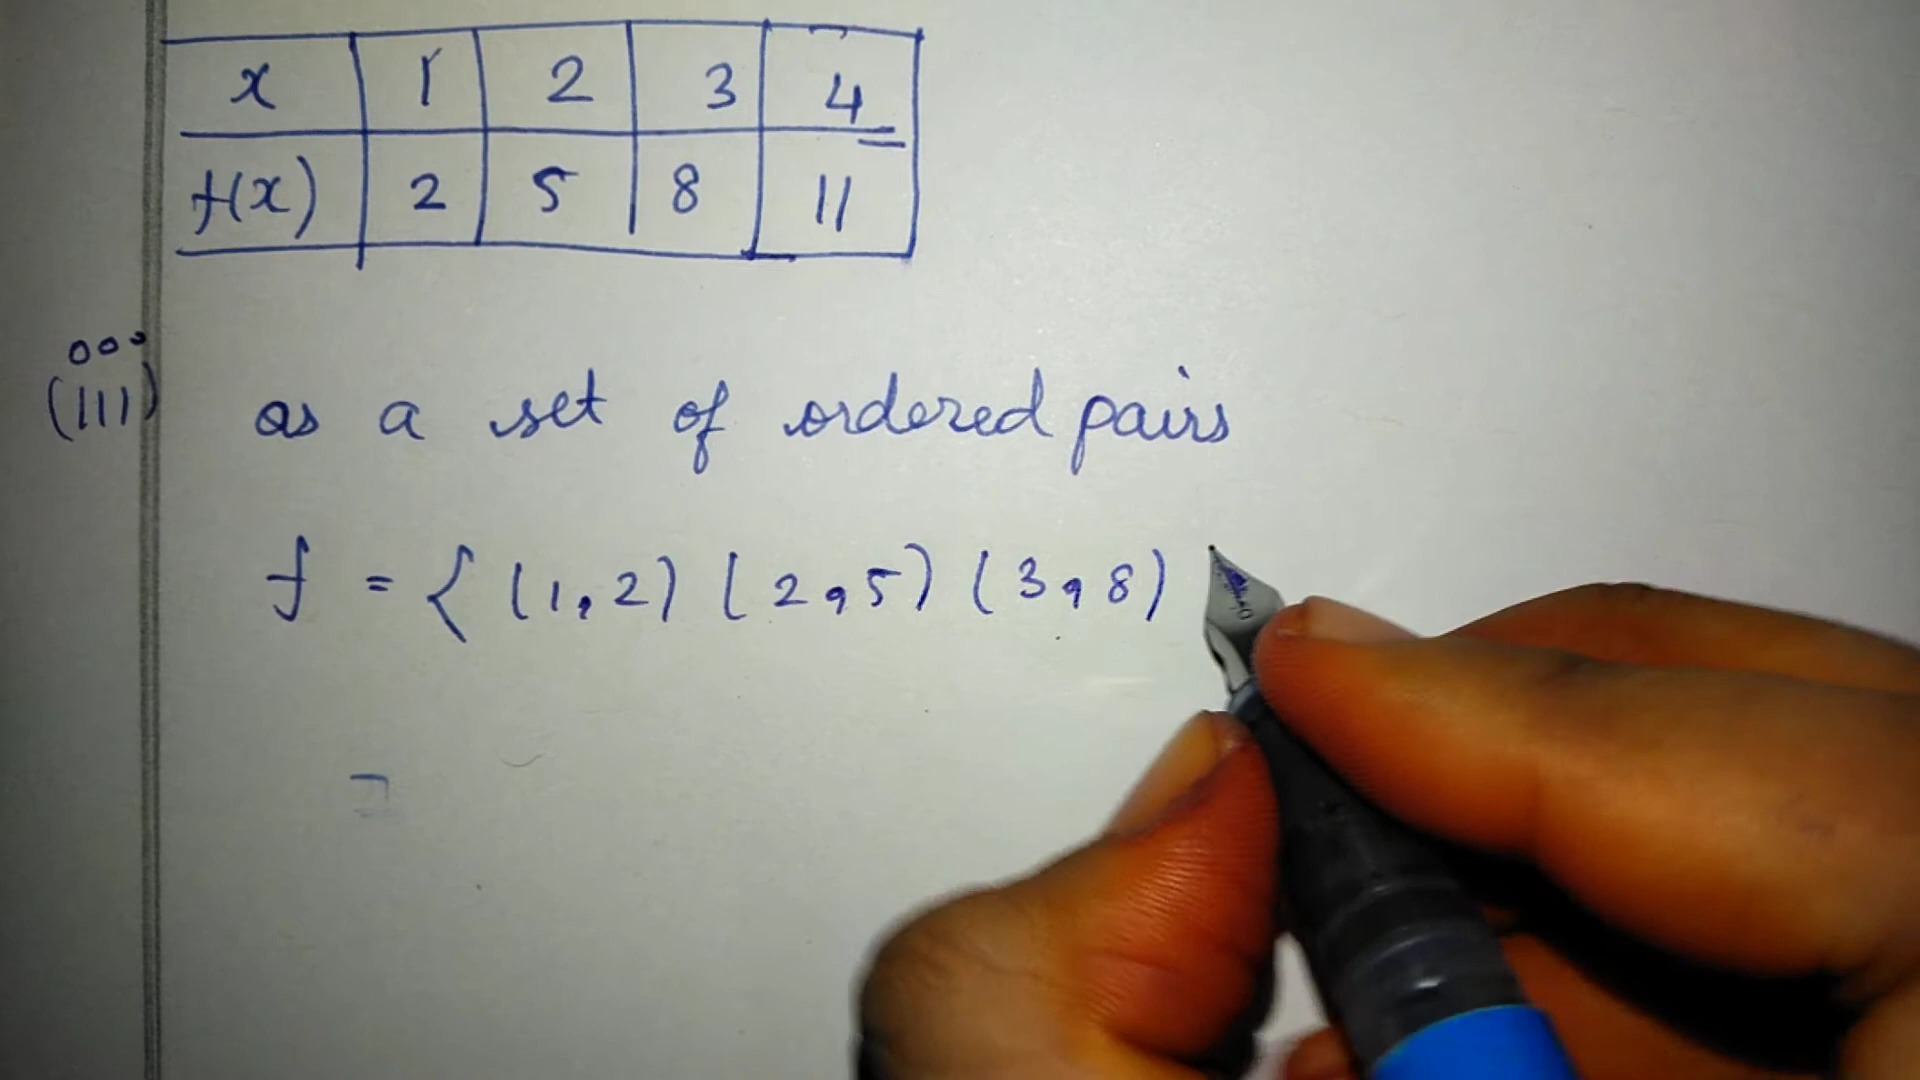 x 1 2 3 4
f(x) 2 5 8 11
(iii) as a set of ordered pairs
f = { (1,2) (2,5) (3,8)
=